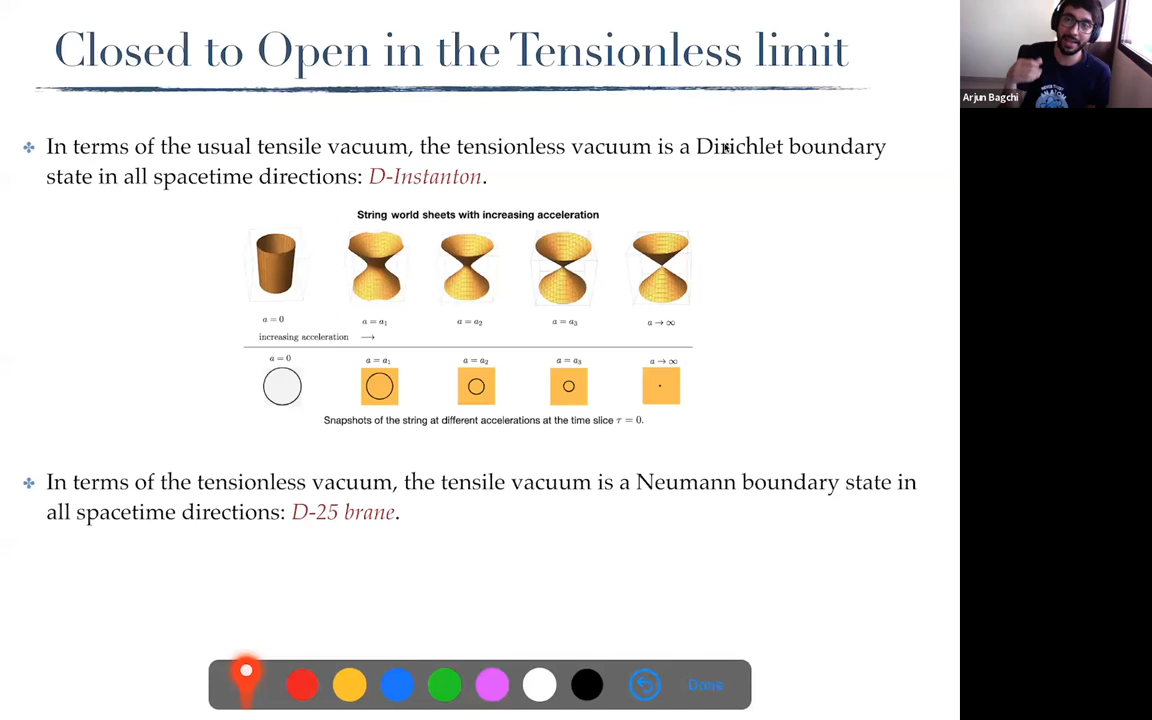 Closed to Open in the Tensionless limit
Arjun Bagchi
In terms of the usual tensile vacuum, the tensionless vacuum is a Dirichlet boundary
state in all spacetime directions: D-Instanton.
String world sheets with increasing acceleration
a = 0 a = a₁ a = a₂ a = a₃ a → ∞
increasing acceleration →
a = 0 a = a₁ a = a₂ a = a₃ a → ∞
Snapshots of the string at different accelerations at the time slice τ = 0.
In terms of the tensionless vacuum, the tensile vacuum is a Neumann boundary state in
all spacetime directions: D-25 brane.
Done